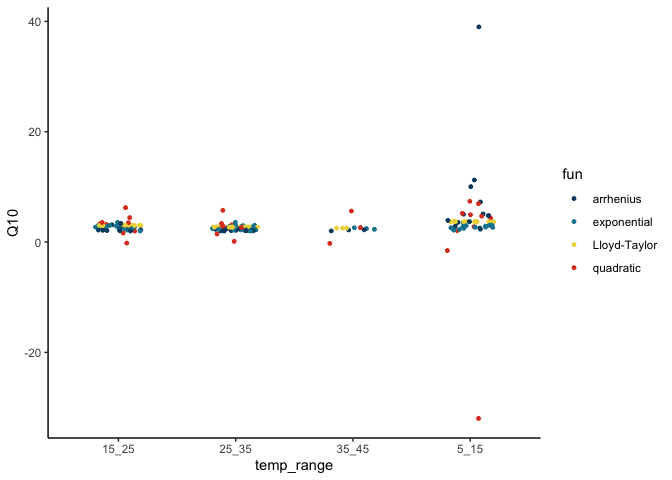 40
20
0
-20
Q10
15_25
25_35
35_45
5_15
temp_range
fun
arrhenius
exponential
Lloyd-Taylor
quadratic